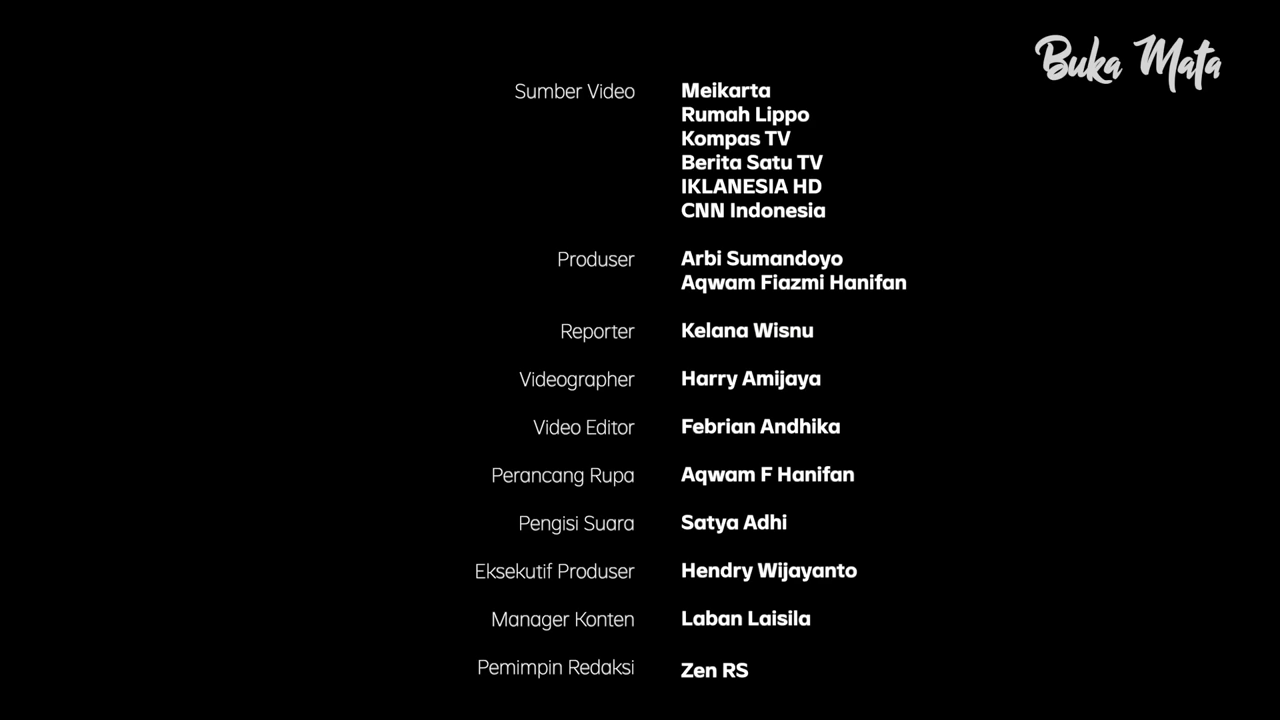 Buka Mata
Sumber Video Meikarta
Rumah Lippo
Kompas TV
Berita Satu TV
IKLANESIA HD
CNN Indonesia
Produser Arbi Sumandoyo
Aqwam Fiazmi Hanifan
Reporter Kelana Wisnu
Videographer Harry Amijaya
Video Editor Febrian Andhika
Perancang Rupa Aqwam F Hanifan
Pengisi Suara Satya Adhi
Eksekutif Produser Hendry Wijayanto
Manager Konten Laban Laisila
Pemimpin Redaksi Zen RS